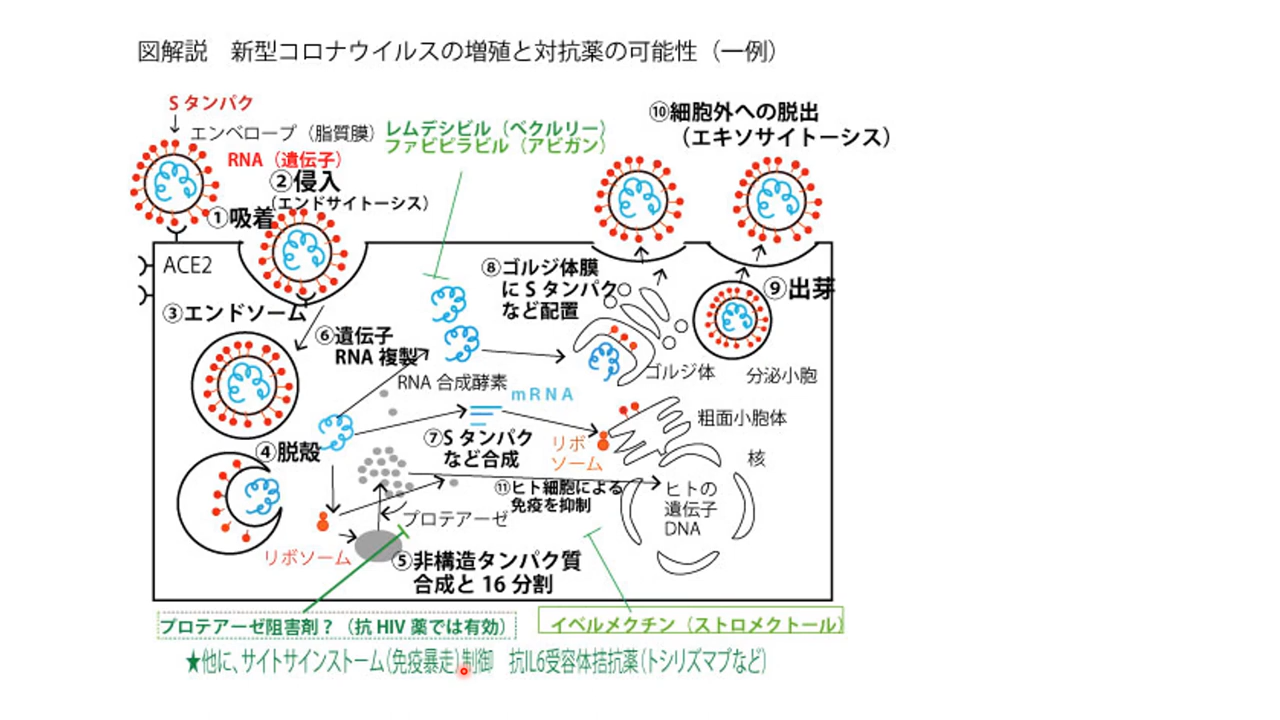 図解説　新型コロナウイルスの増殖と対抗薬の可能性（一例）
Sタンパク
エンベロープ（脂質膜）
RNA（遺伝子）
②侵入
（エンドサイトーシス）
①吸着
レムデシビル（ベクルリー）
ファビピラビル（アビガン）
⑩細胞外への脱出
（エキソサイトーシス）
ACE2
③エンドソーム
⑧ゴルジ体膜
にSタンパク
など配置
⑨出芽
⑥遺伝子
RNA複製
ゴルジ体
分泌小胞
RNA合成酵素
mRNA
粗面小胞体
④脱殻
⑦Sタンパク
など合成
リボ
ソーム
核
⑪ヒト細胞による
免疫を抑制
ヒトの
遺伝子
DNA
プロテアーゼ
リボソーム
⑤非構造タンパク質
合成と16分割
プロテアーゼ阻害剤？（抗HIV薬では有効）
イベルメクチン（ストロメクトール）
★他に、サイトサインストーム（免疫暴走）制御　抗IL6受容体拮抗薬（トシリズマプなど）